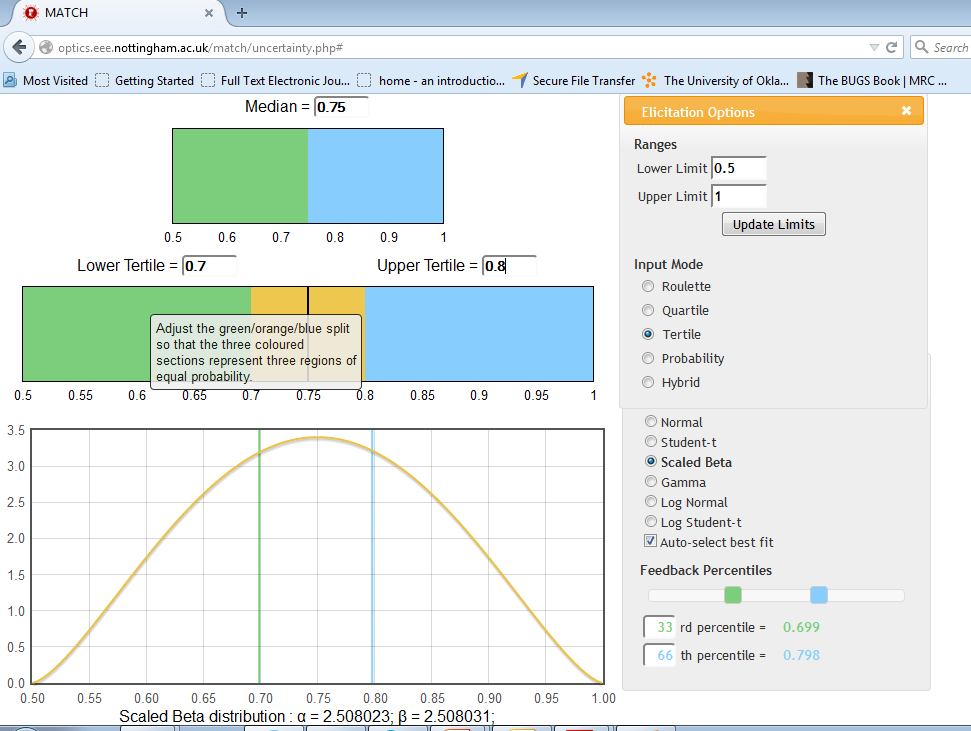 MATCH
optics.eee.nottingham.ac.uk/match/uncertainty.php#
Search
Most Visited Getting Started Full Text Electronic Jou... home - an introductio... Secure File Transfer The University of Okla... The BUGS Book | MRC ...
Median = 0.75
0.5 0.6 0.7 0.8 0.9 1
Lower Tertile = 0.7 Upper Tertile = 0.8
Adjust the green/orange/blue split
so that the three coloured
sections represent three regions of
equal probability.
0.5 0.55 0.6 0.65 0.7 0.75 0.8 0.85 0.9 0.95 1
3.5
3.0
2.5
2.0
1.5
1.0
0.5
0.0
0.50 0.55 0.60 0.65 0.70 0.75 0.80 0.85 0.90 0.95 1.00
Scaled Beta distribution : α = 2.508023; β = 2.508031;
Elicitation Options
Ranges
Lower Limit 0.5
Upper Limit 1
Update Limits
Input Mode
Roulette
Quartile
Tertile
Probability
Hybrid
Normal
Student-t
Scaled Beta
Gamma
Log Normal
Log Student-t
Auto-select best fit
Feedback Percentiles
33 rd percentile = 0.699
66 th percentile = 0.798